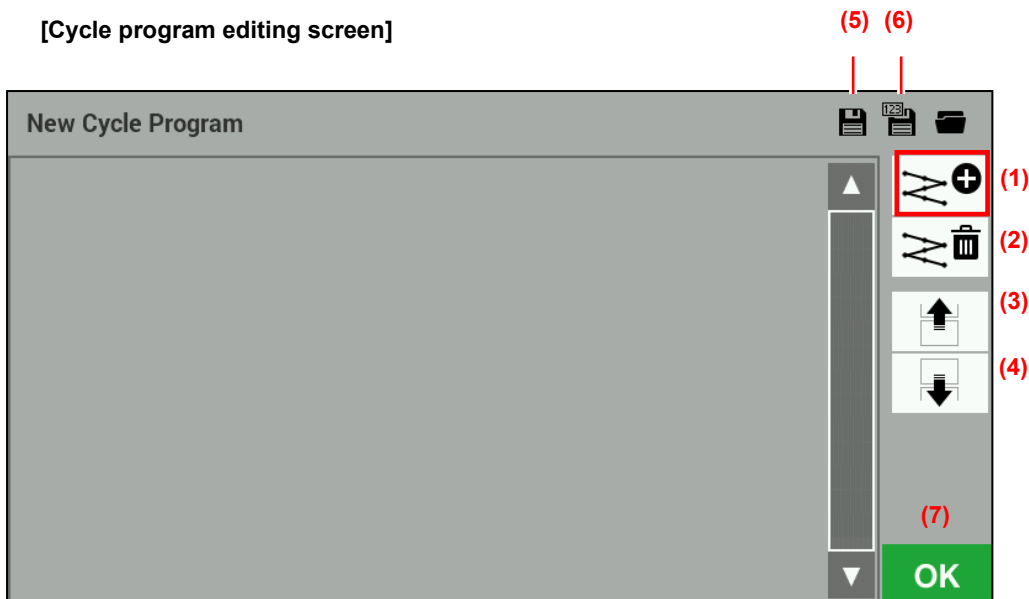 [Cycle program editing screen]
(5) (6)
New Cycle Program
123
(1)
(2)
(3)
(4)
(7)
OK